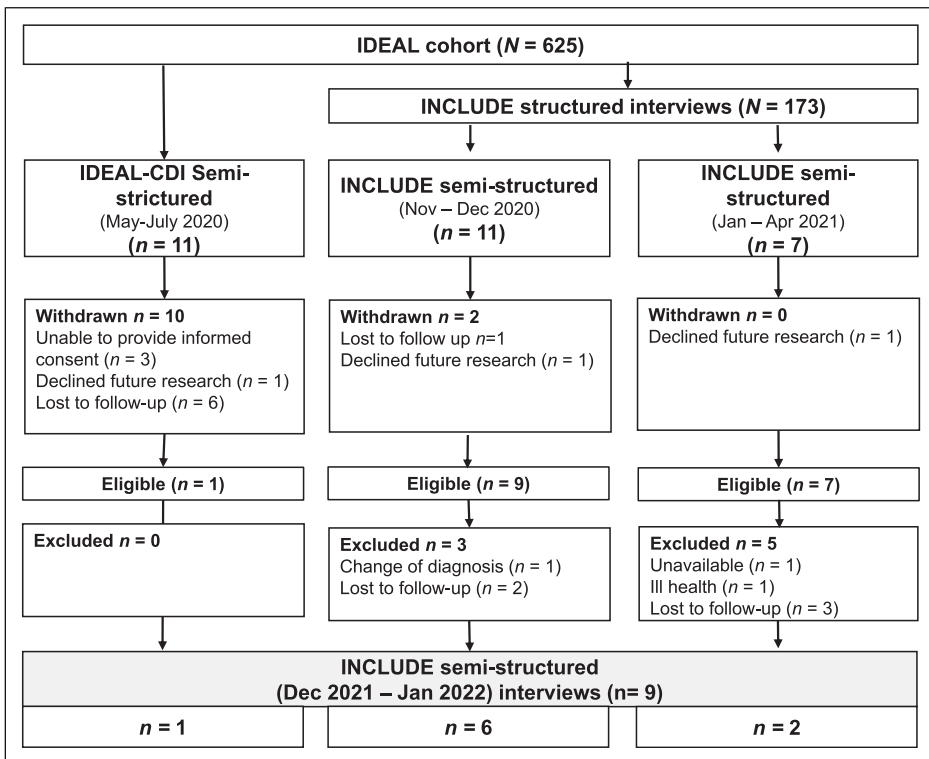 IDEAL cohort (N = 625)
INCLUDE structured interviews (N = 173)
IDEAL-CDI Semi-
strictured
(May-July 2020)
(n = 11)
INCLUDE semi-structured
(Nov – Dec 2020)
(n = 11)
INCLUDE semi-
structured
(Jan – Apr 2021)
(n = 7)
Withdrawn n = 10
Unable to provide informed
consent (n = 3)
Declined future research (n = 1)
Lost to follow-up (n = 6)
Withdrawn n = 2
Lost to follow up n=1
Declined future research (n = 1)
Withdrawn n = 0
Declined future research (n = 1)
Eligible (n = 1)
Eligible (n = 9)
Eligible (n = 7)
Excluded n = 0
Excluded n = 3
Change of diagnosis (n = 1)
Lost to follow-up (n = 2)
Excluded n = 5
Unavailable (n = 1)
Ill health (n = 1)
Lost to follow-up (n = 3)
INCLUDE semi-structured
(Dec 2021 – Jan 2022) interviews (n= 9)
n = 1
n = 6
n = 2